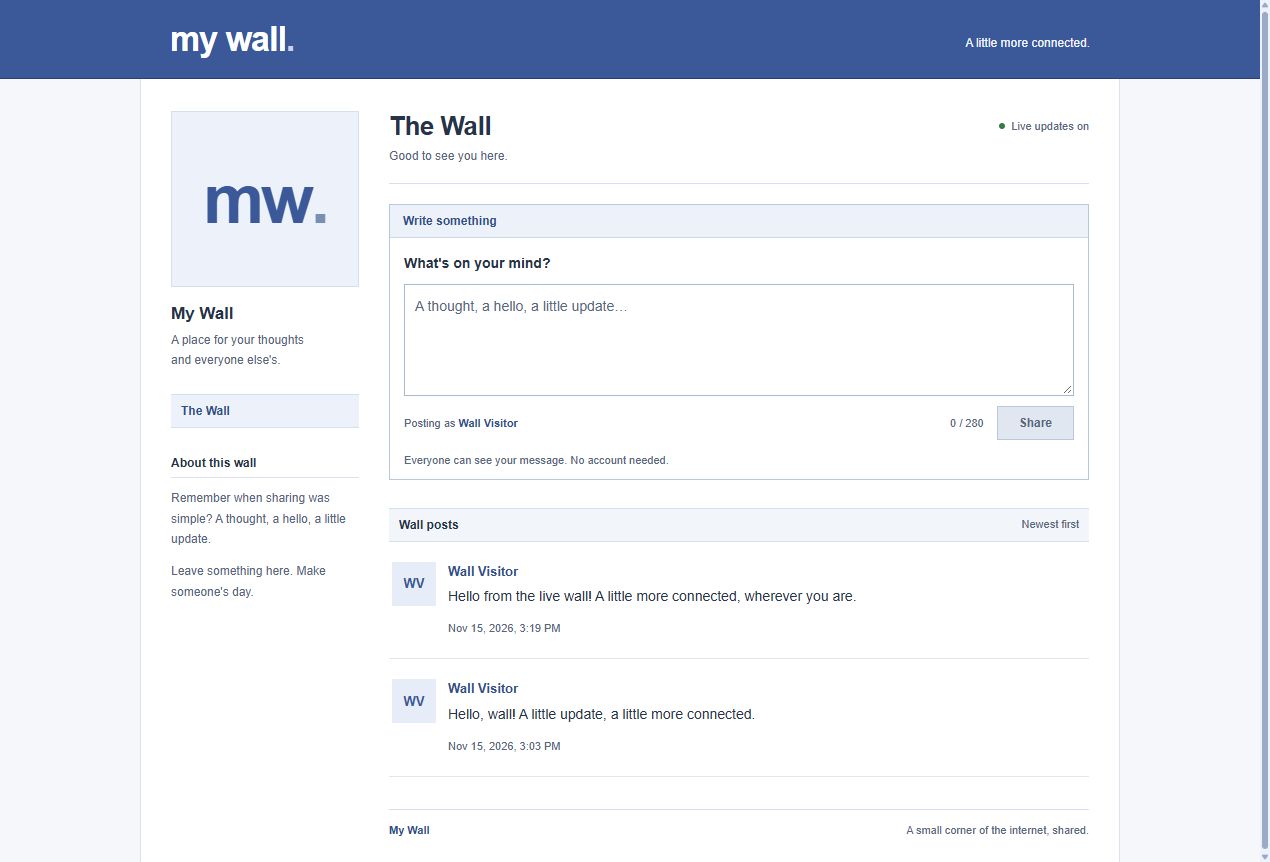 my wall.
A little more connected.
mw.
My Wall
A place for your thoughts
and everyone else's.
The Wall
About this wall
Remember when sharing was
simple? A thought, a hello, a little
update.
Leave something here. Make
someone's day.
The Wall
Live updates on
Good to see you here.
Write something
What's on your mind?
A thought, a hello, a little update…
Posting as Wall Visitor
0 / 280
Share
Everyone can see your message. No account needed.
Wall posts
Newest first
WV
Wall Visitor
Hello from the live wall! A little more connected, wherever you are.
Nov 15, 2026, 3:19 PM
WV
Wall Visitor
Hello, wall! A little update, a little more connected.
Nov 15, 2026, 3:03 PM
My Wall
A small corner of the internet, shared.